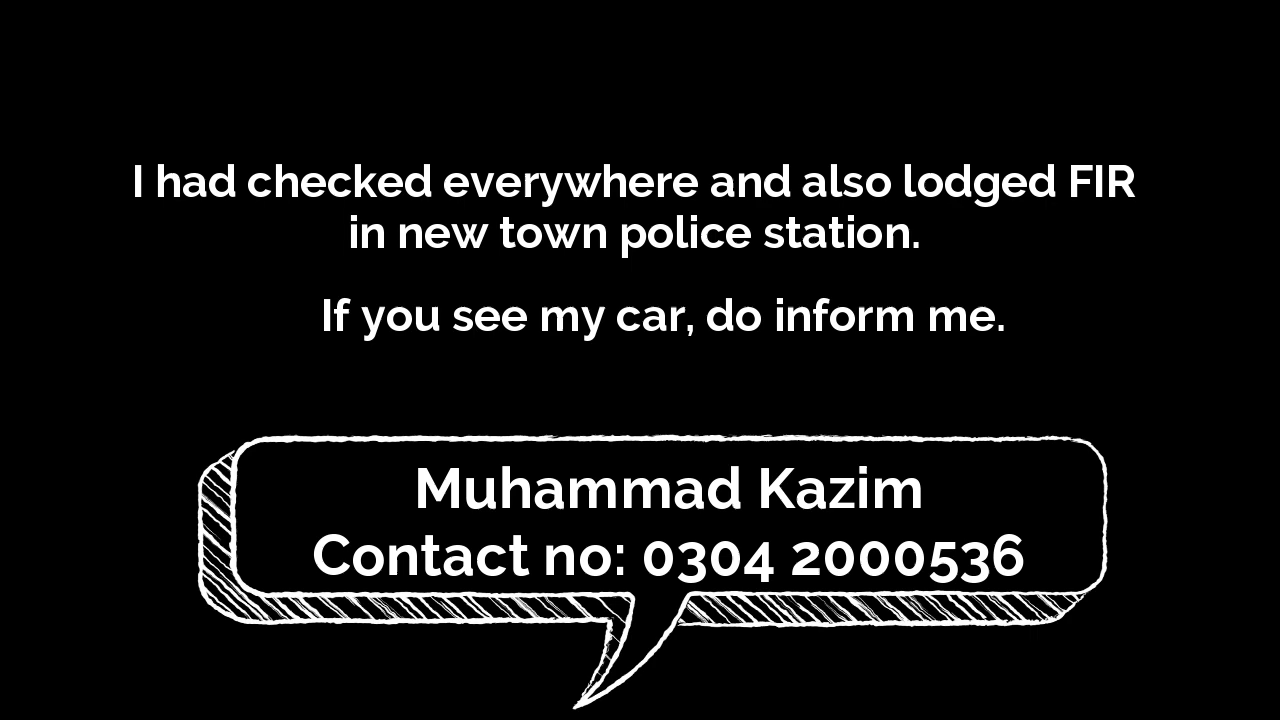 I had checked everywhere and also lodged FIR
in new town police station.
If you see my car, do inform me.
Muhammad Kazim
Contact no: 0304 2000536